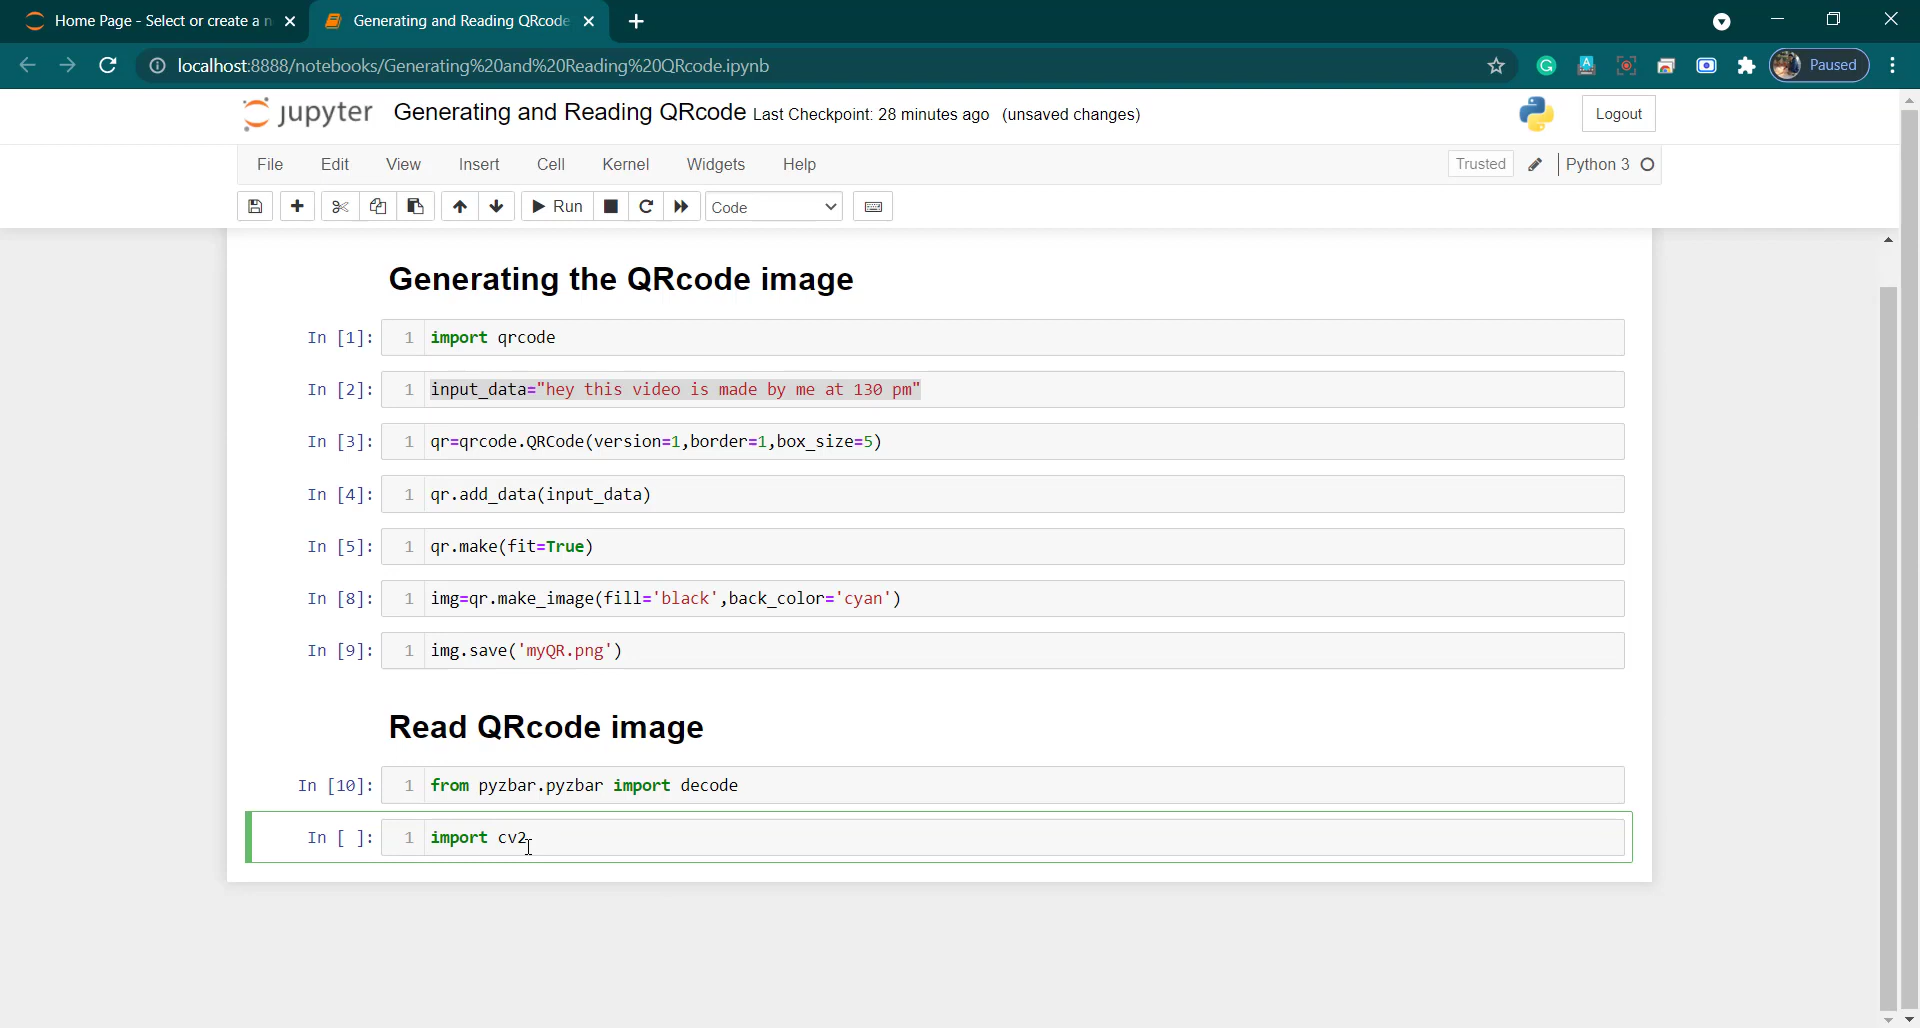 Home Page - Select or create a n
Generating and Reading QRcode
localhost:8888/notebooks/Generating%20and%20Reading%20QRcode.ipynb
Paused
jupyter Generating and Reading QRcode Last Checkpoint: 28 minutes ago (unsaved changes)
Logout
File Edit View Insert Cell Kernel Widgets Help
Trusted Python 3
Run Code
Generating the QRcode image
In [1]: 1 import qrcode
In [2]: 1 input_data="hey this video is made by me at 130 pm"
In [3]: 1 qr=qrcode.QRCode(version=1,border=1,box_size=5)
In [4]: 1 qr.add_data(input_data)
In [5]: 1 qr.make(fit=True)
In [8]: 1 img=qr.make_image(fill='black',back_color='cyan')
In [9]: 1 img.save('myQR.png')
Read QRcode image
In [10]: 1 from pyzbar.pyzbar import decode
In [ ]: 1 import cv2